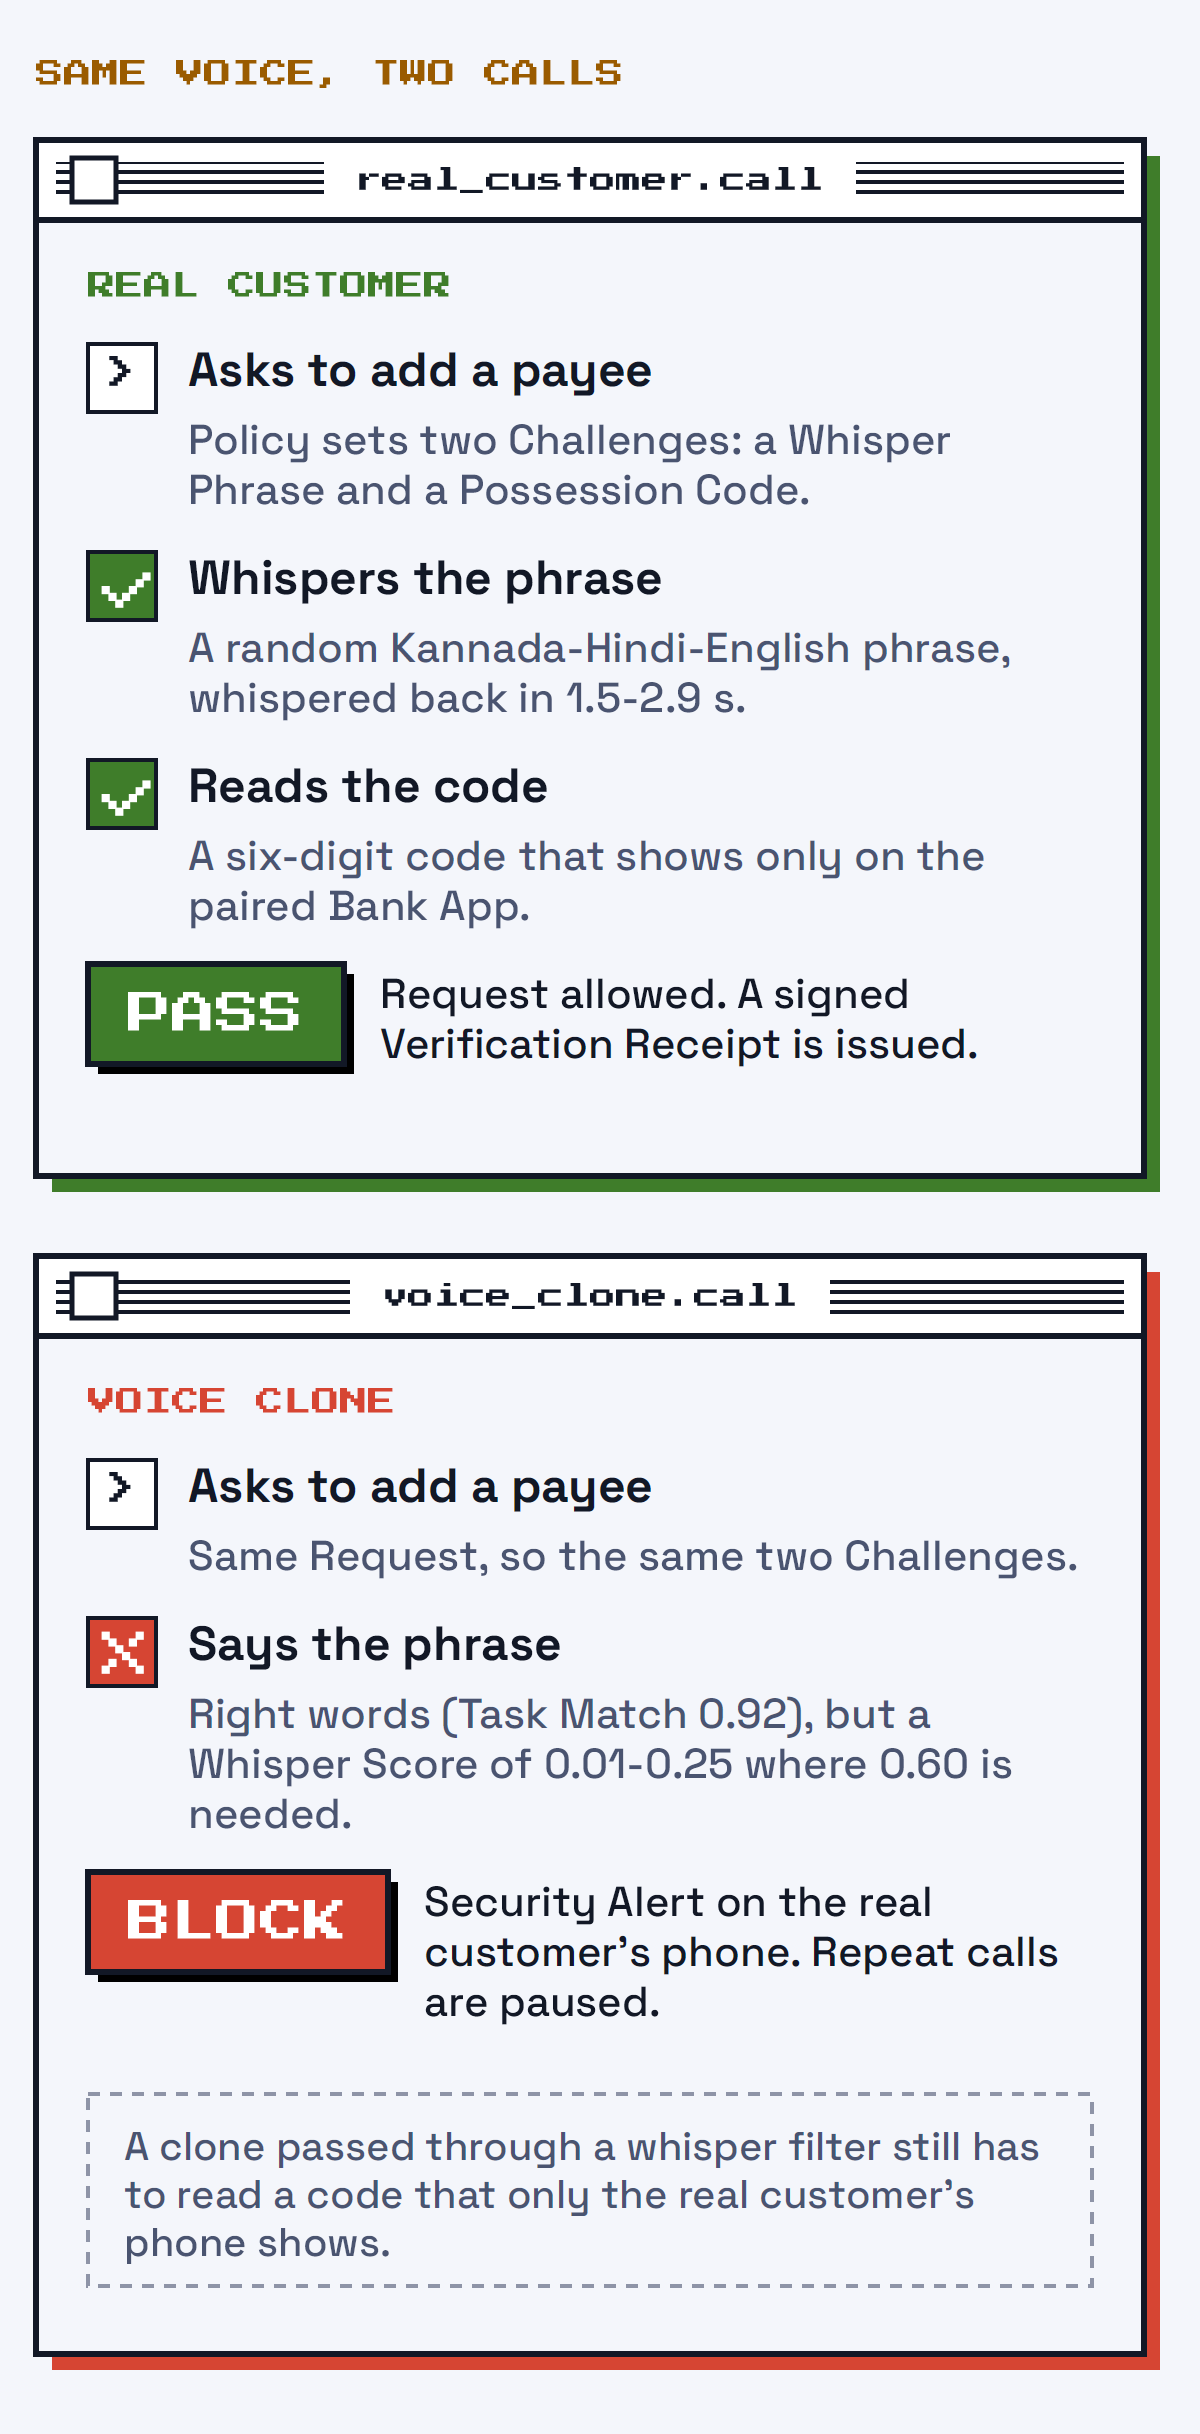 SAME VOICE, TWO CALLS
real_customer.call
REAL CUSTOMER
Asks to add a payee
Policy sets two Challenges: a Whisper
Phrase and a Possession Code.
Whispers the phrase
A random Kannada-Hindi-English phrase,
whispered back in 1.5-2.9 s.
Reads the code
A six-digit code that shows only on the
paired Bank App.
PASS
Request allowed. A signed
Verification Receipt is issued.
voice_clone.call
VOICE CLONE
Asks to add a payee
Same Request, so the same two Challenges.
Says the phrase
Right words (Task Match 0.92), but a
Whisper Score of 0.01-0.25 where 0.60 is
needed.
BLOCK
Security Alert on the real
customer’s phone. Repeat calls
are paused.
A clone passed through a whisper filter still has
to read a code that only the real customer’s
phone shows.